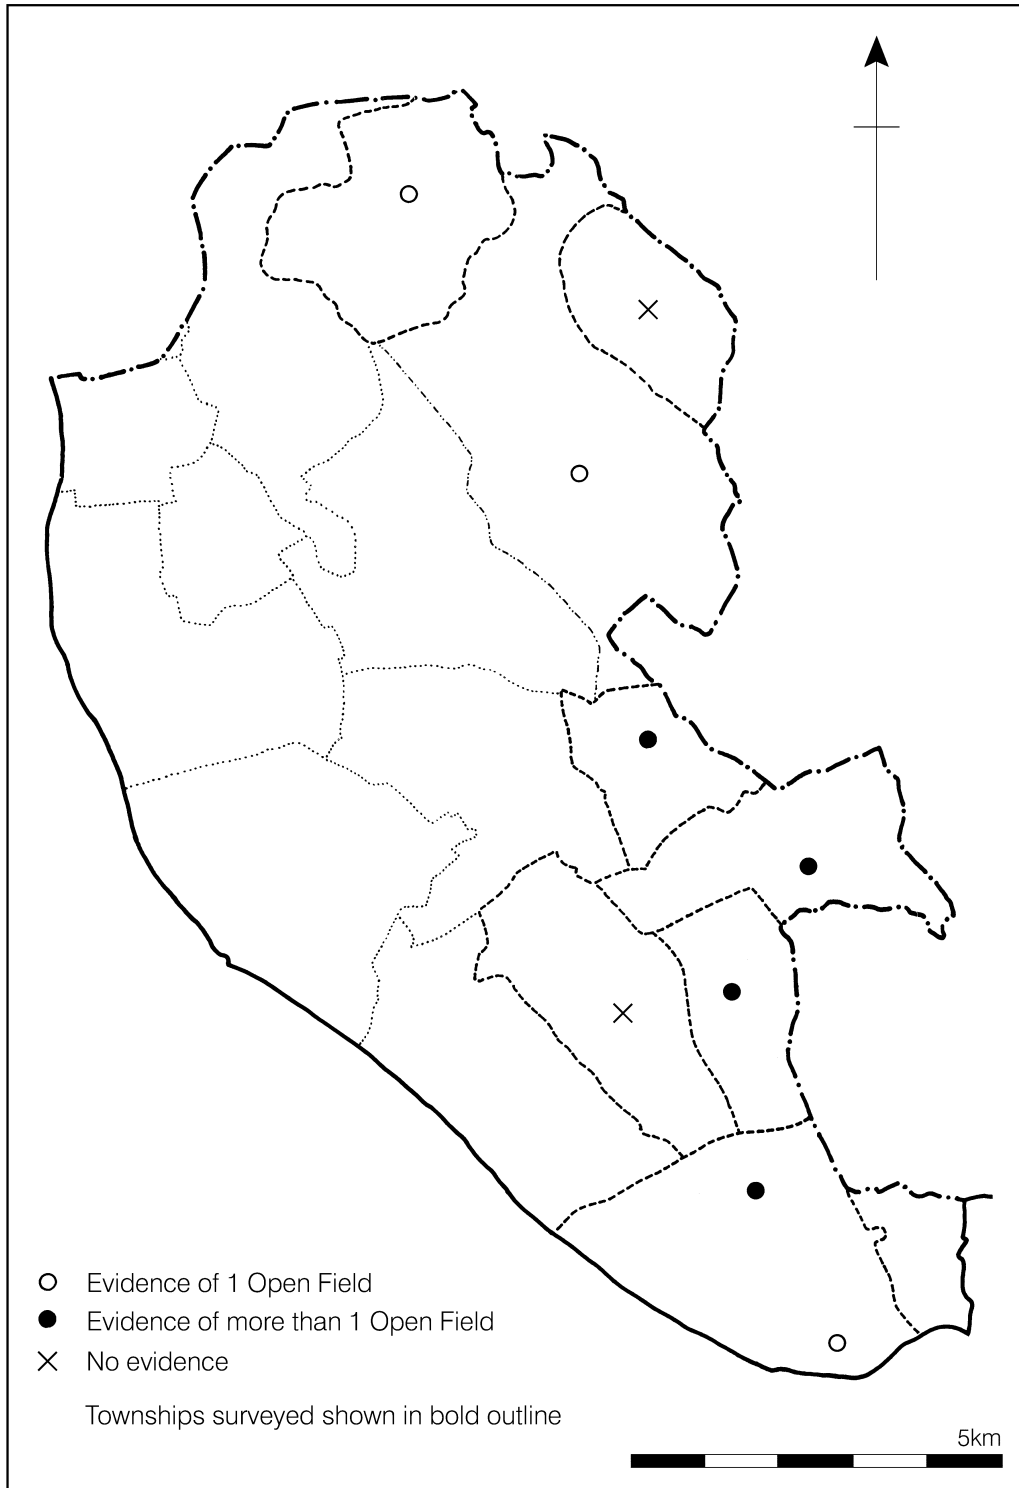 Evidence of 1 Open Field
Evidence of more than 1 Open Field
No evidence
Townships surveyed shown in bold outline
5km